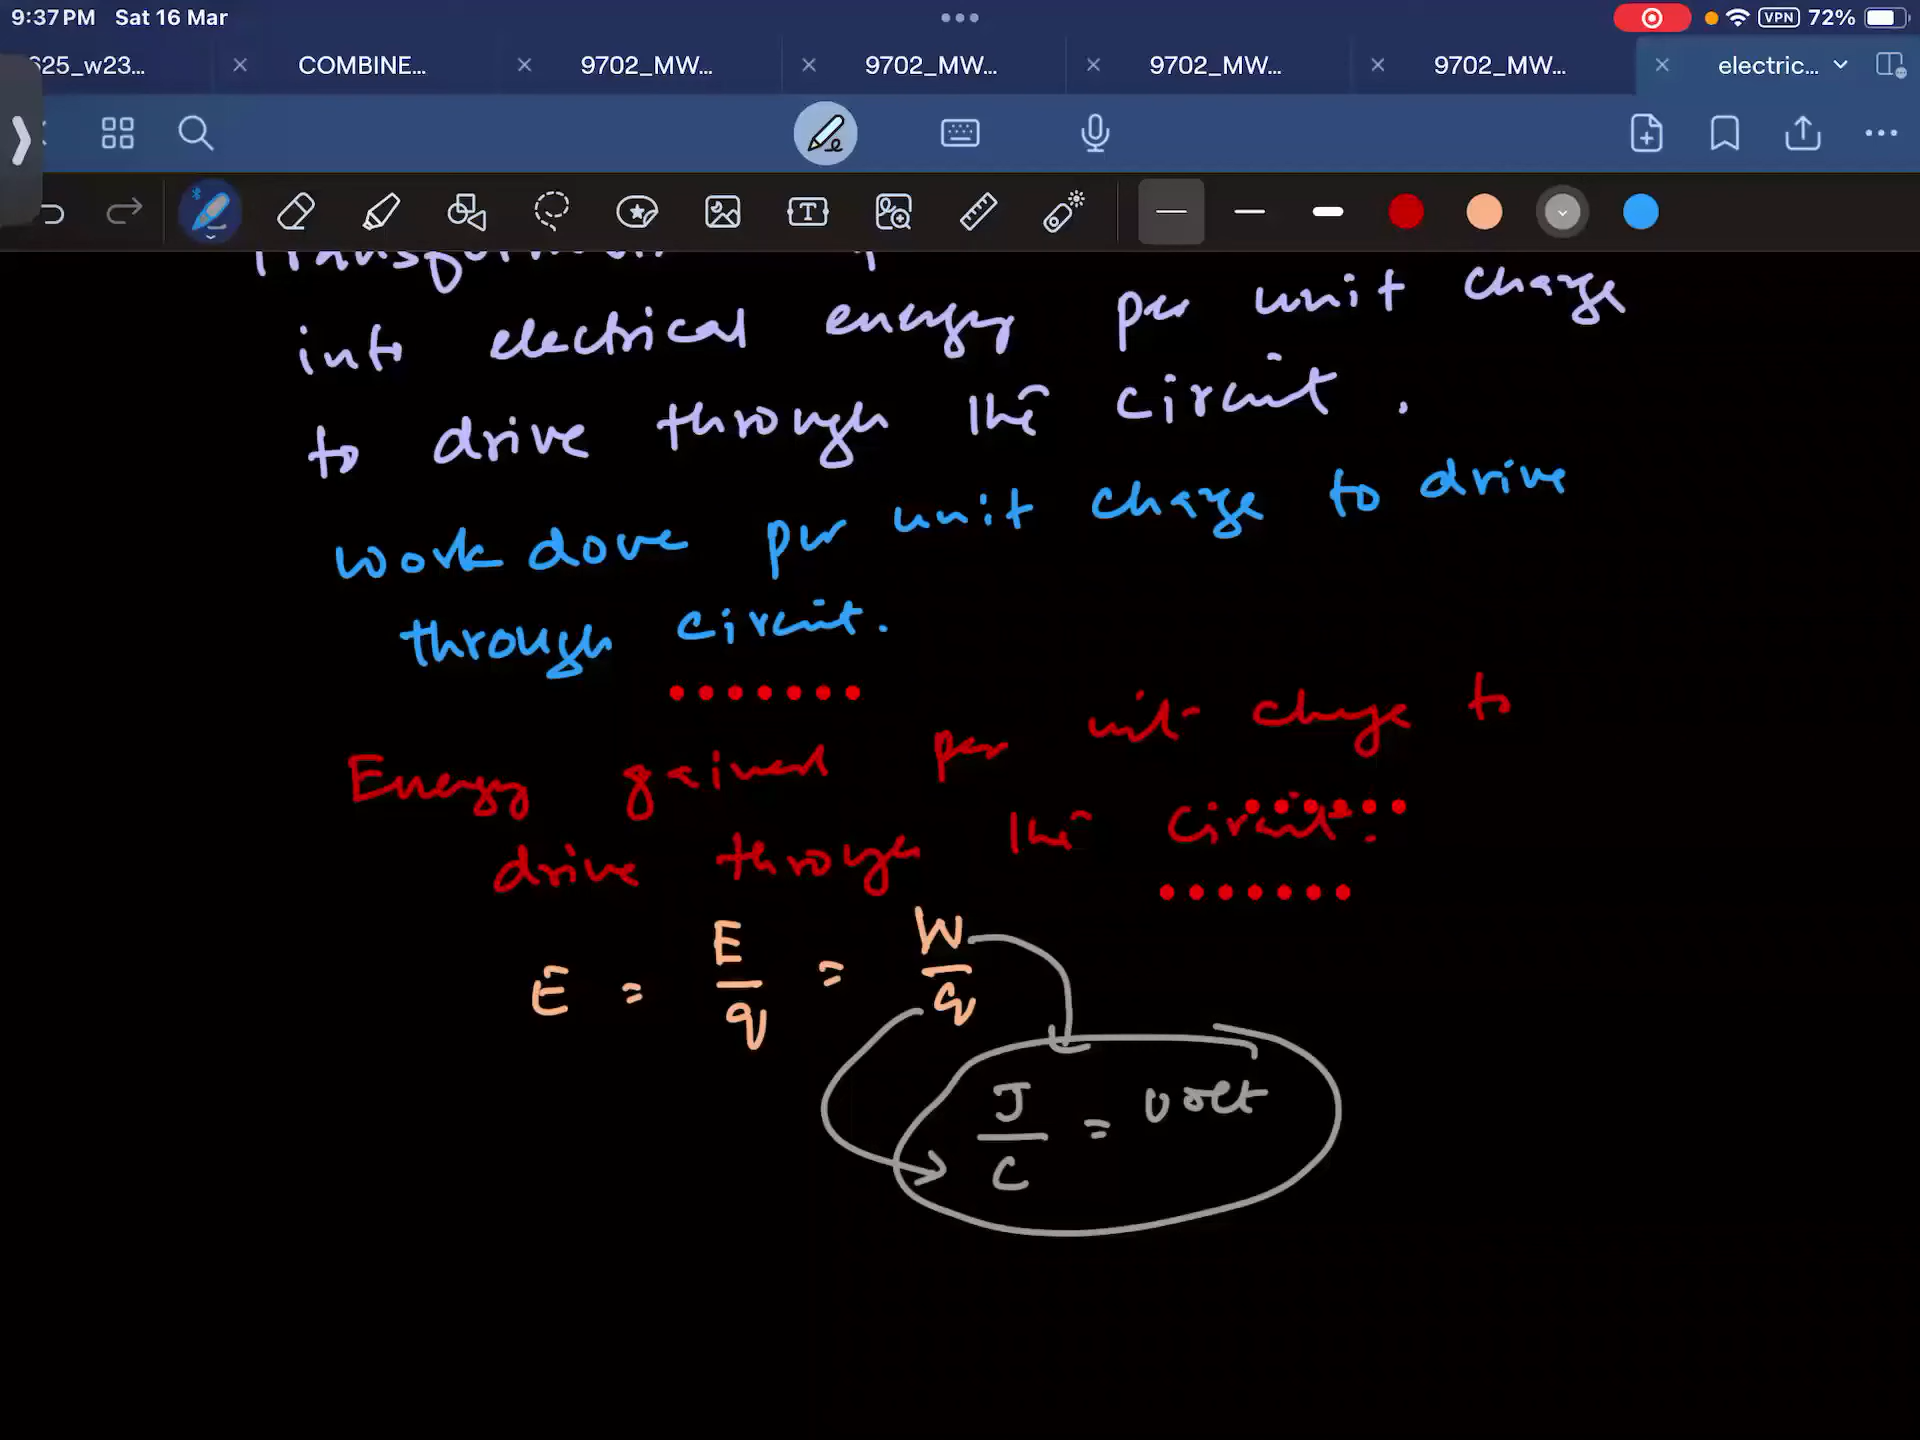 9:37 PM Sat 16 Mar
VPN 72%
625_w23... COMBINE... 9702_MW... 9702_MW... 9702_MW... 9702_MW... electric...
into electrical energy per unit charge
to drive through the circuit.
work done per unit charge to drive
through circuit.
Energy gained per unit charge to
drive through the circuit.
E = E/q = W/q
J/C = volt